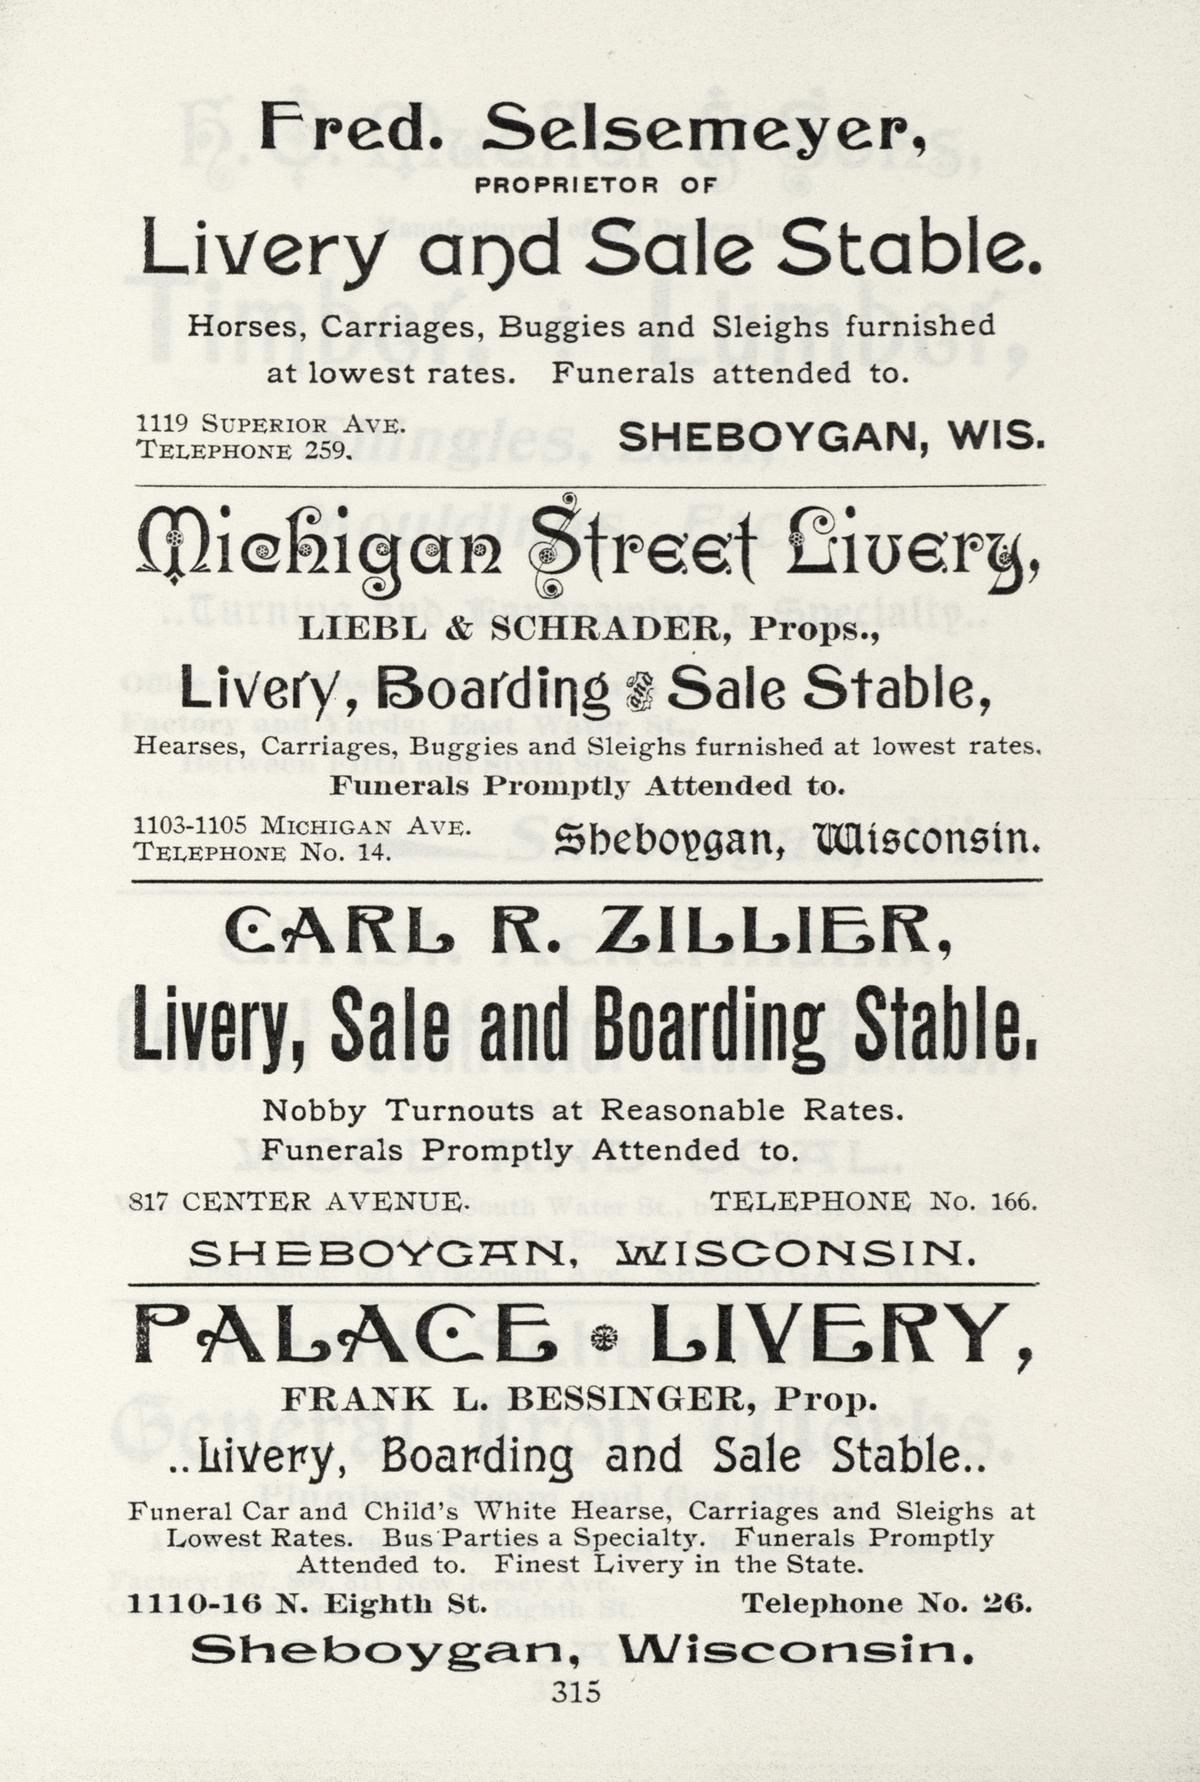 Fred. Selsemeyer,
PROPRIETOR OF
Livery and Sale Stable.
Horses, Carriages, Buggies and Sleighs furnished
at lowest rates. Funerals attended to.
1119 SUPERIOR AVE.
TELEPHONE 259.
SHEBOYGAN, WIS.
Michigan Street Livery,
LIEBL & SCHRADER, Props.,
Livery, Boarding & Sale Stable,
Hearses, Carriages, Buggies and Sleighs furnished at lowest rates.
Funerals Promptly Attended to.
1103-1105 MICHIGAN AVE.
TELEPHONE No. 14.
Sheboygan, Wisconsin.
CARL R. ZILLIER,
Livery, Sale and Boarding Stable.
Nobby Turnouts at Reasonable Rates.
Funerals Promptly Attended to.
817 CENTER AVENUE. TELEPHONE No. 166.
SHEBOYGAN, WISCONSIN.
PALACE LIVERY,
FRANK L. BESSINGER, Prop.
..Livery, Boarding and Sale Stable..
Funeral Car and Child's White Hearse, Carriages and Sleighs at
Lowest Rates. Bus Parties a Specialty. Funerals Promptly
Attended to. Finest Livery in the State.
1110-16 N. Eighth St. Telephone No. 26.
Sheboygan, Wisconsin.
315